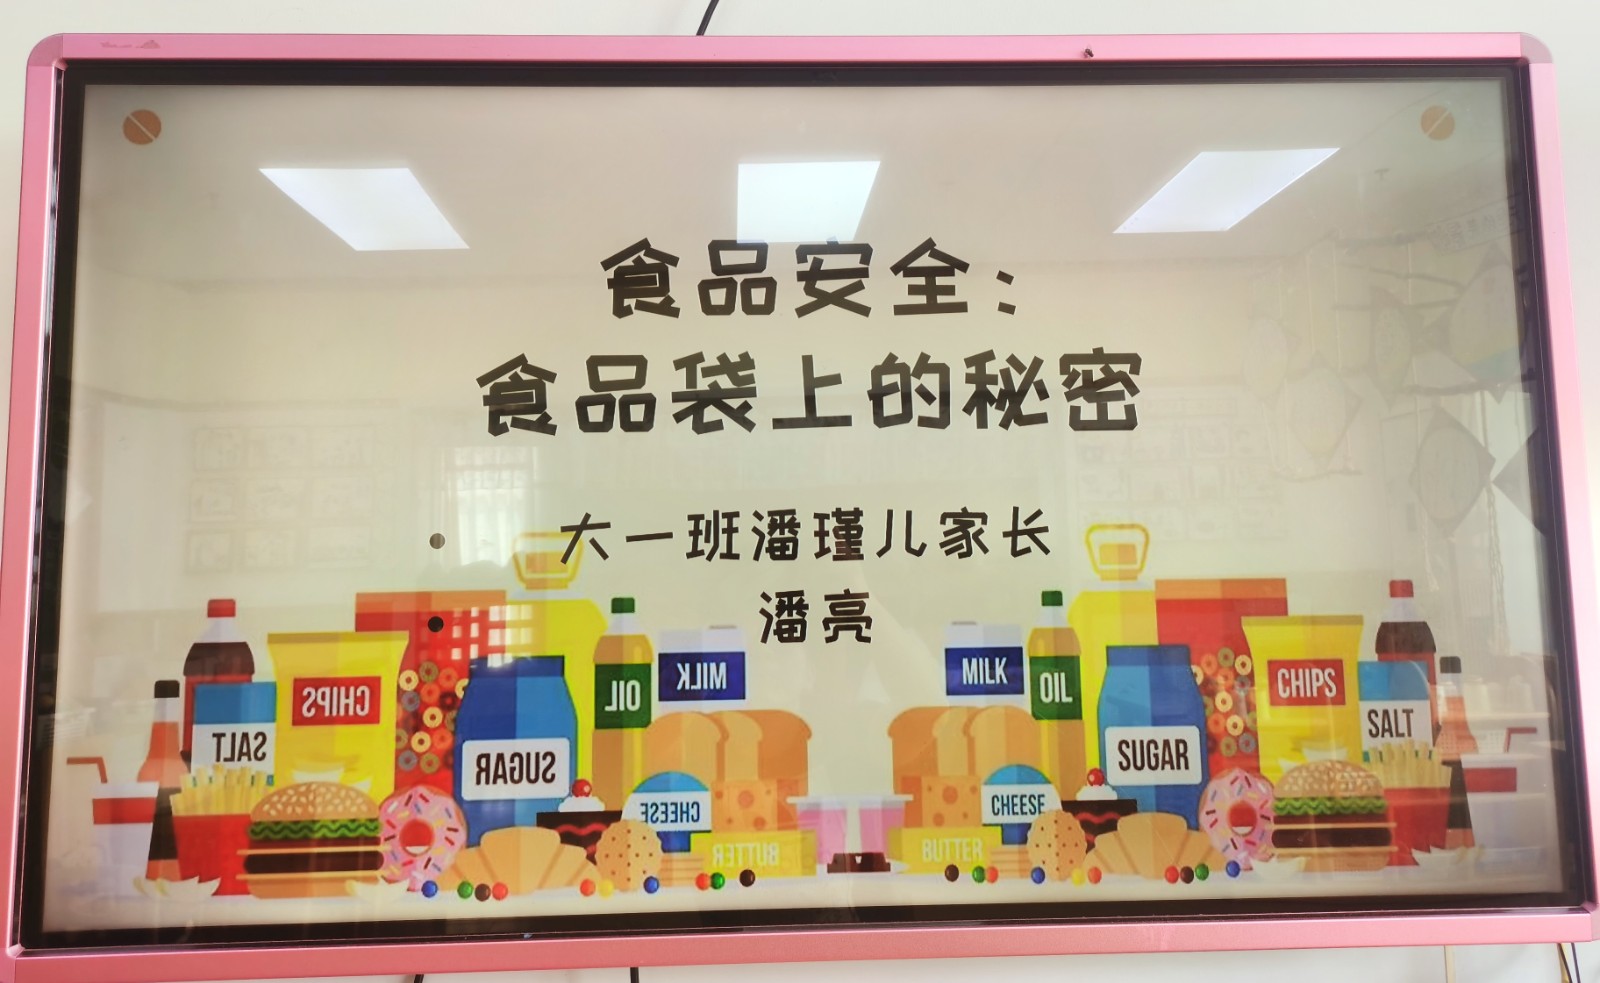 食品安全：
食品袋上的秘密
大一班潘瑾儿家长
潘亮
CHIPS
SALT
SUGAR
OIL
MILK
CHEESE
BUTTER
MILK
OIL
SUGAR
CHIPS
SALT
CHEESE
BUTTER